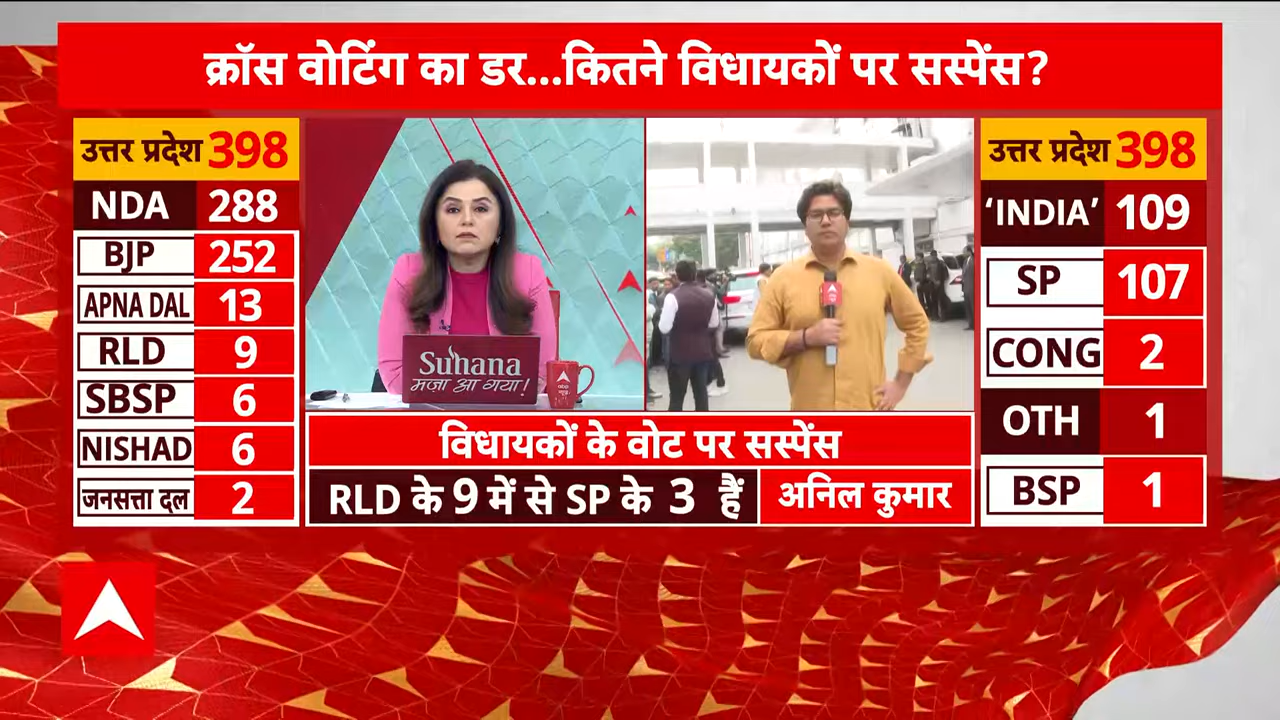 क्रॉस वोटिंग का डर...कितने विधायकों पर सस्पेंस?
उत्तर प्रदेश 398
NDA 288
BJP 252
APNA DAL 13
RLD 9
SBSP 6
NISHAD 6
जनसत्ता दल 2
Suhana
मज़ा आ गया!
विधायकों के वोट पर सस्पेंस
RLD के 9 में से SP के 3 हैं
अनिल कुमार
उत्तर प्रदेश 398
‘INDIA’ 109
SP 107
CONG 2
OTH 1
BSP 1